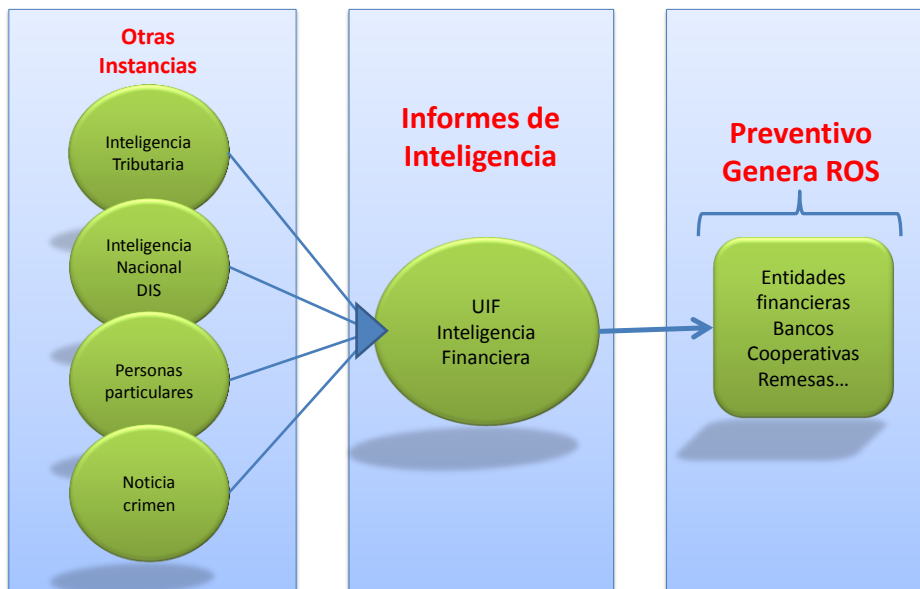 Otras
Instancias
Inteligencia
Tributaria
Inteligencia
Nacional
DIS
Personas
particulares
Noticia
crimen
Informes de
Inteligencia
UIF
Inteligencia
Financiera
Preventivo
Genera ROS
Entidades
financieras
Bancos
Cooperativas
Remesas...